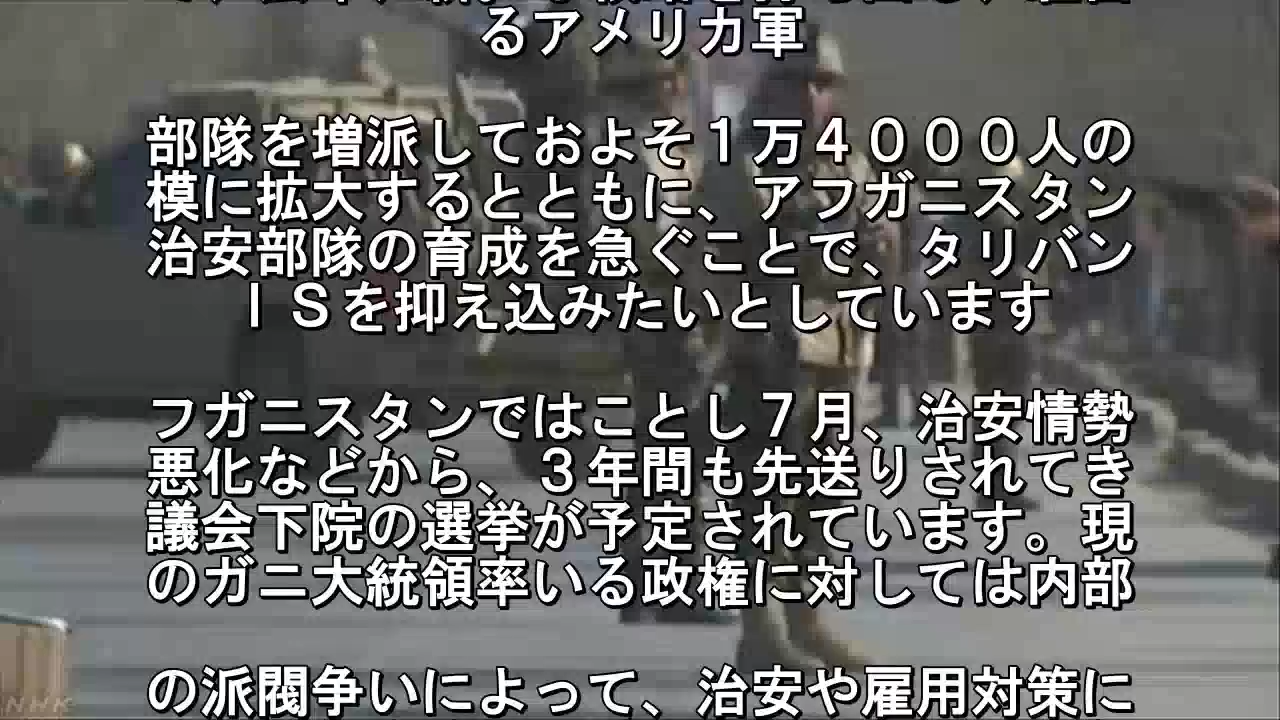 るアメリカ軍
部隊を増派しておよそ１万４０００人の
模に拡大するとともに、アフガニスタン
治安部隊の育成を急ぐことで、タリバン
ＩＳを抑え込みたいとしています
フガニスタンではことし７月、治安情勢
悪化などから、３年間も先送りされてき
議会下院の選挙が予定されています。現
のガニ大統領率いる政権に対しては内部
の派閥争いによって、治安や雇用対策に
NHK